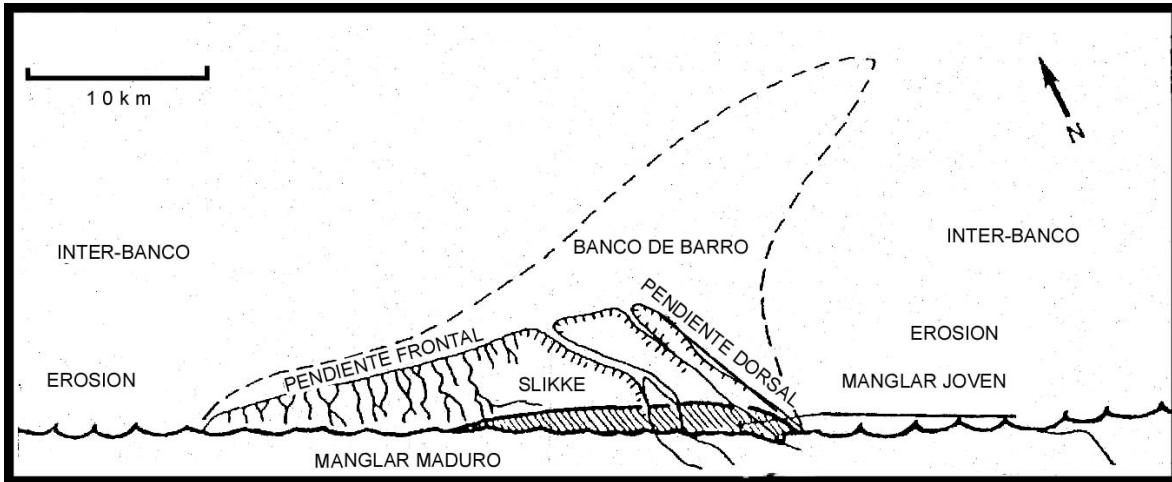 10 km
N
INTER-BANCO
BANCO DE BARRO
INTER-BANCO
PENDIENTE FRONTAL
PENDIENTE DORSAL
EROSION
EROSION
SLIKKE
MANGLAR JOVEN
MANGLAR MADURO